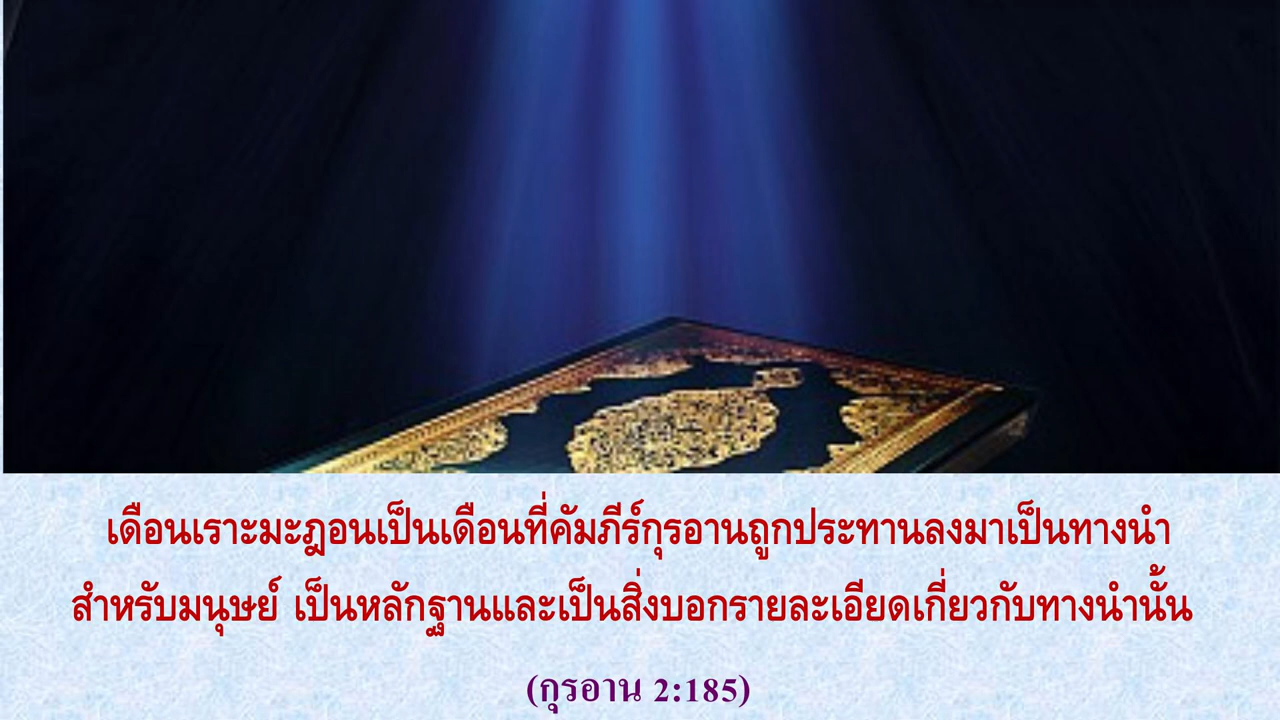 เดือนเราะมะฎอนเป็นเดือนที่คัมภีร์กุรอานถูกประทานลงมาเป็นทางนำ
สำหรับมนุษย์ เป็นหลักฐานและเป็นสิ่งบอกรายละเอียดเกี่ยวกับทางนำนั้น
(กุรอาน 2:185)